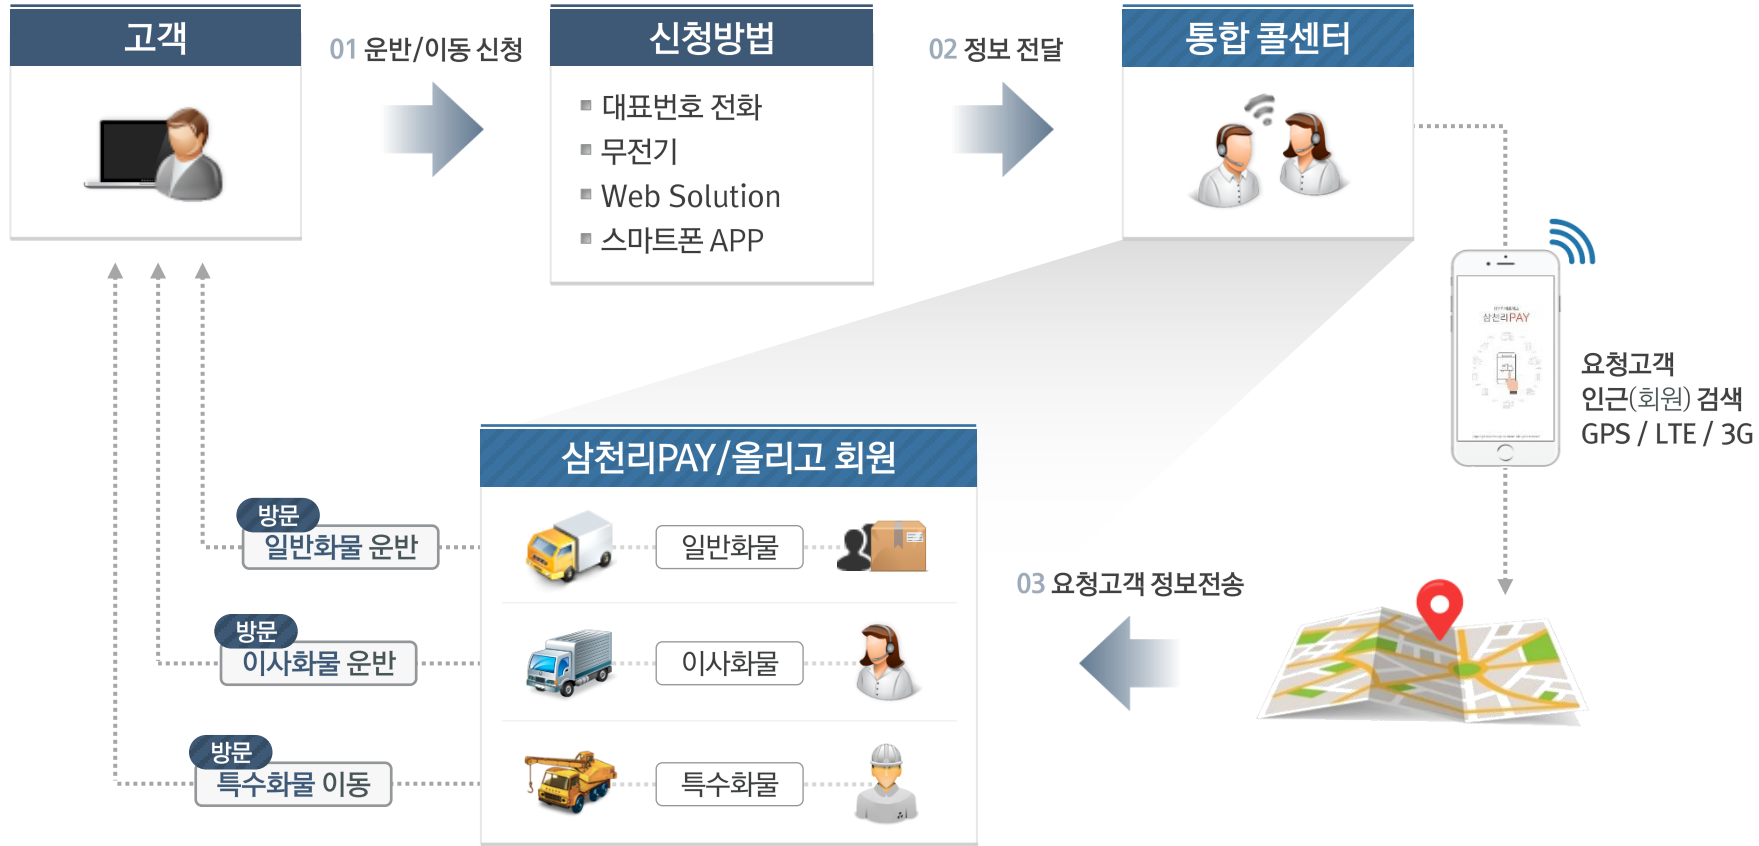 고객
01 운반/이동 신청
신청방법
대표번호 전화
무전기
Web Solution
스마트폰 APP
02 정보 전달
통합 콜센터
삼천리PAY
요청고객
인근(회원) 검색
GPS / LTE / 3G
03 요청고객 정보전송
삼천리PAY/올리고 회원
일반화물
이사화물
특수화물
방문
일반화물 운반
방문
이사화물 운반
방문
특수화물 이동